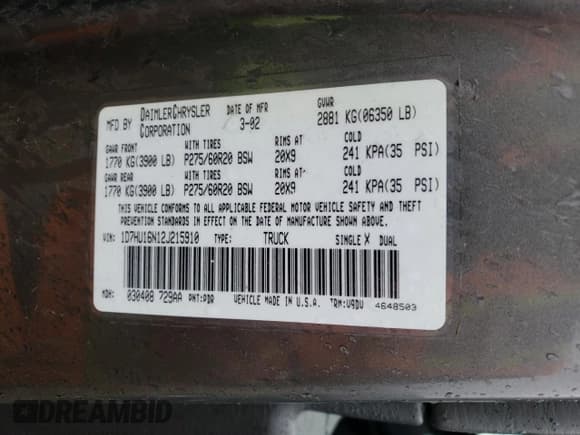 MFD BY DAIMLERCHRYSLER CORPORATION DATE OF MFR 3-02 GVWR 2881 KG(06350 LB)
GAWR FRONT WITH TIRES RIMS AT COLD
1770 KG(3900 LB) P275/60R20 BSW 20X9 241 KPA(35 PSI)
GAWR REAR WITH TIRES RIMS AT COLD
1770 KG(3900 LB) P275/60R20 BSW 20X9 241 KPA(35 PSI)
THIS VEHICLE CONFORMS TO ALL APPLICABLE FEDERAL MOTOR VEHICLE SAFETY AND THEFT
PREVENTION STANDARDS IN EFFECT ON THE DATE OF MANUFACTURE SHOWN ABOVE.
VIN: 1D7HU16N12J215910 TYPE: TRUCK SINGLE X DUAL
MDH: 030408 729AA PNT:PDR VEHICLE MADE IN U.S.A. TRM:V9DV 4648503
DREAMBID